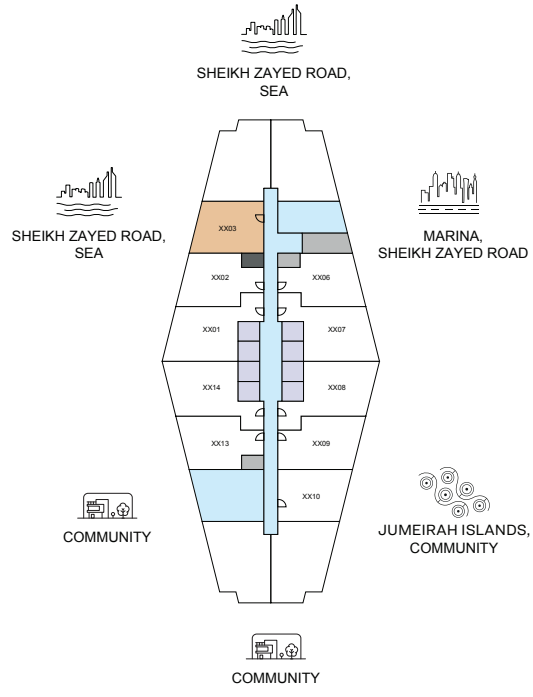 SHEIKH ZAYED ROAD,
SEA
SHEIKH ZAYED ROAD,
SEA
MARINA,
SHEIKH ZAYED ROAD
XX03
XX02
XX06
XX01
XX07
XX14
XX08
XX13
XX09
XX10
COMMUNITY
JUMEIRAH ISLANDS,
COMMUNITY
COMMUNITY